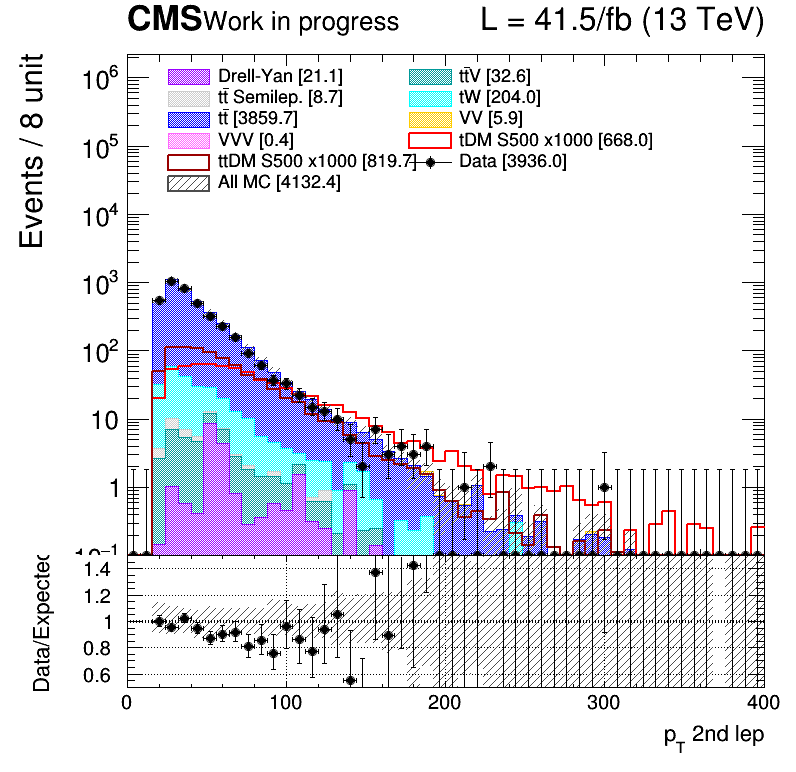 CMS Work in progress L = 41.5/fb (13 TeV)
Events / 8 unit
10⁶
10⁵
10⁴
10³
10²
10
1
10⁻¹
Drell-Yan [21.1] tt̄V [32.6]
tt̄ Semilep. [8.7] tW [204.0]
tt̄ [3859.7] VV [5.9]
VVV [0.4] tDM S500 x1000 [668.0]
ttDM S500 x1000 [819.7] Data [3936.0]
All MC [4132.4]
Data/Expected
1.4
1.2
1
0.8
0.6
0 100 200 300 400
p_T 2nd lep